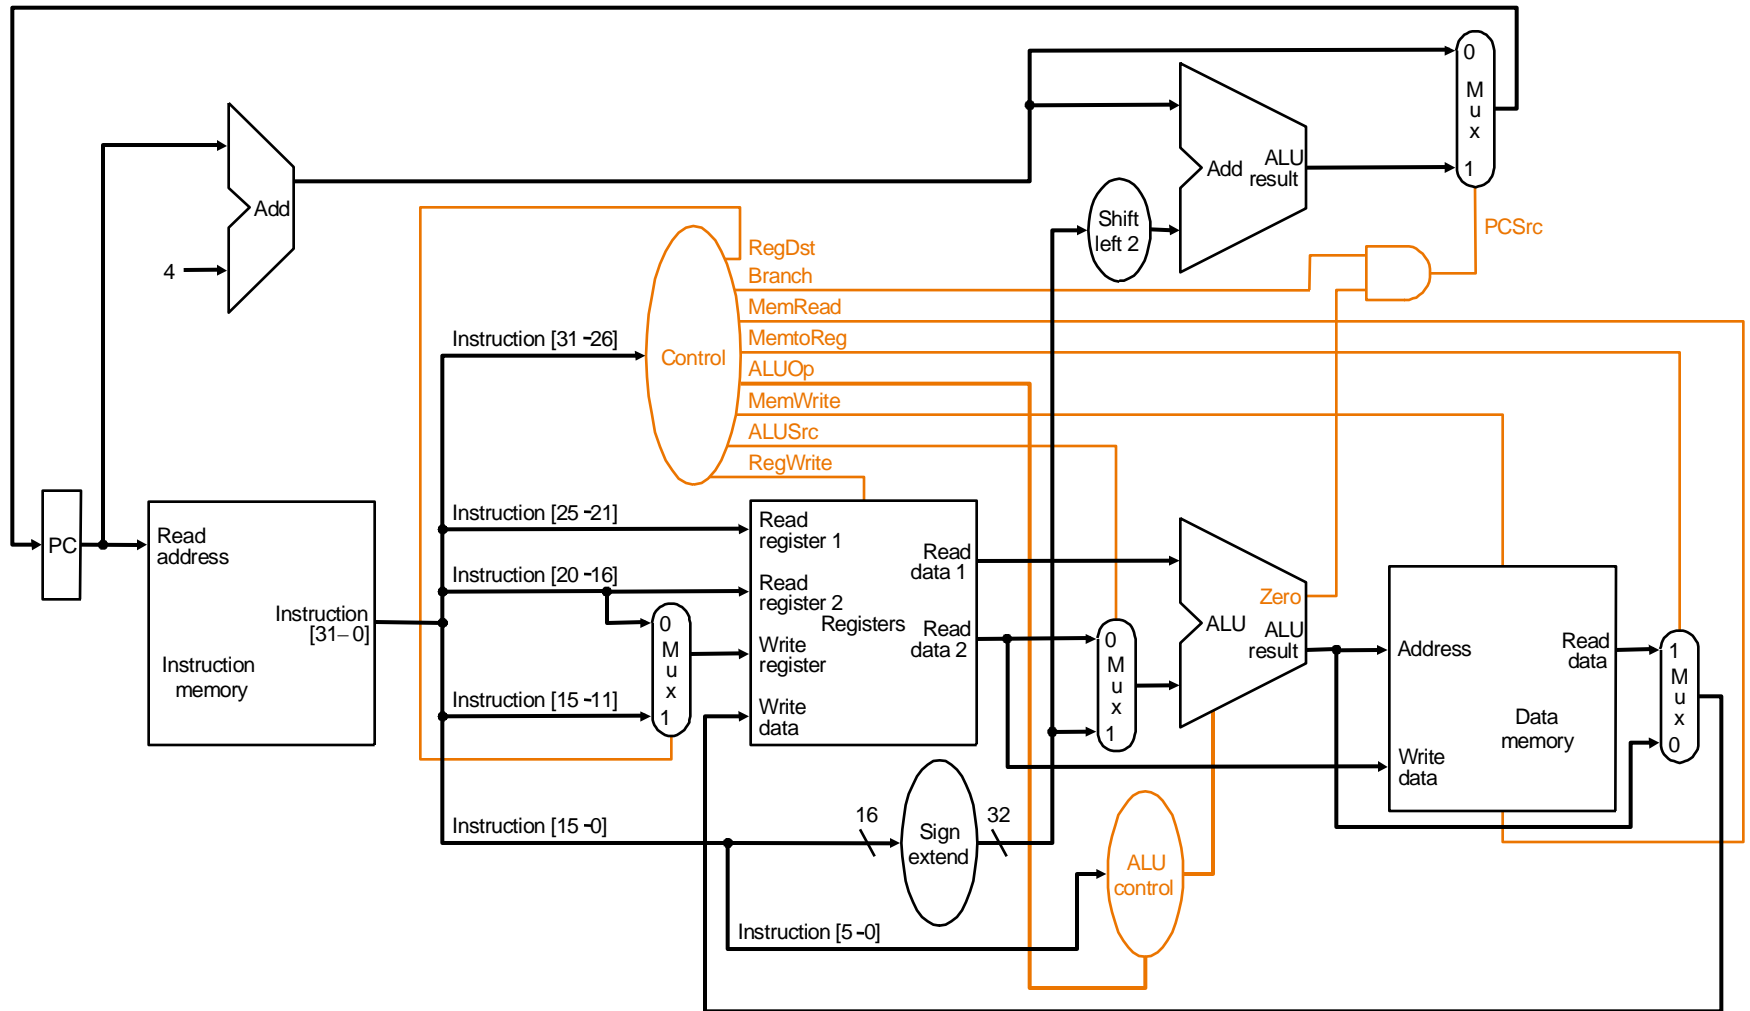 0
M
u
x
1
Add
ALU
result
Shift
left 2
PCSrc
Add
4
RegDst
Branch
MemRead
MemtoReg
ALUOp
MemWrite
ALUSrc
RegWrite
Control
Instruction [31-26]
Instruction [25-21]
Instruction [20-16]
Instruction [15-11]
Instruction [15-0]
Instruction [5-0]
PC
Read
address
Instruction
[31–0]
Instruction
memory
0
M
u
x
1
Read
register 1
Read
register 2
Write
register
Write
data
Registers
Read
data 1
Read
data 2
0
M
u
x
1
Zero
ALU
ALU
result
Address
Read
data
Data
memory
Write
data
1
M
u
x
0
16
Sign
extend
32
ALU
control